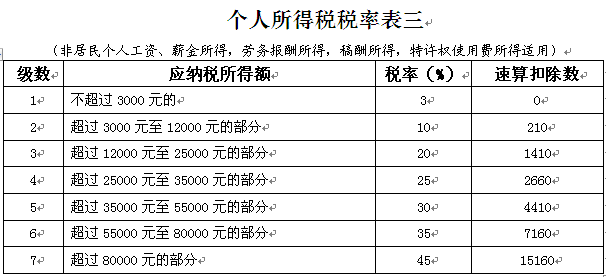 个人所得税税率表三
（非居民个人工资、薪金所得，劳务报酬所得，稿酬所得，特许权使用费所得适用）
级数 应纳税所得额 税率（%） 速算扣除数
1 不超过 3000 元的 3 0
2 超过 3000 元至 12000 元的部分 10 210
3 超过 12000 元至 25000 元的部分 20 1410
4 超过 25000 元至 35000 元的部分 25 2660
5 超过 35000 元至 55000 元的部分 30 4410
6 超过 55000 元至 80000 元的部分 35 7160
7 超过 80000 元的部分 45 15160